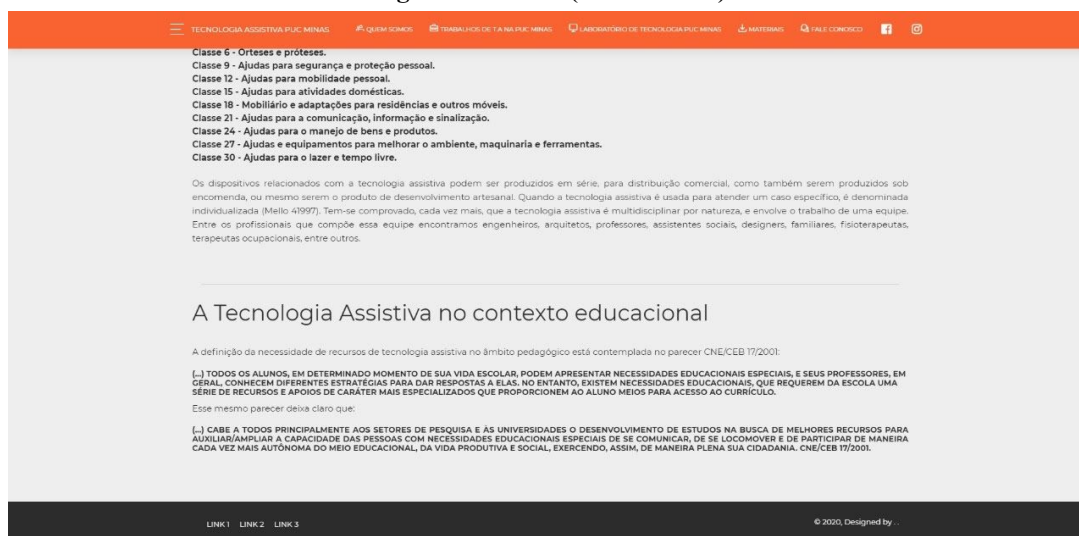 TECNOLOGIA ASSISTIVA PUC MINAS QUEM SOMOS TRABALHOS DE T.A NA PUC MINAS LABORATÓRIO DE TECNOLOGIA PUC MINAS MATERIAIS FALE CONOSCO
Classe 6 - Órteses e próteses.
Classe 9 - Ajudas para segurança e proteção pessoal.
Classe 12 - Ajudas para mobilidade pessoal.
Classe 15 - Ajudas para atividades domésticas.
Classe 18 - Mobiliário e adaptações para residências e outros móveis.
Classe 21 - Ajudas para a comunicação, informação e sinalização.
Classe 24 - Ajudas para o manejo de bens e produtos.
Classe 27 - Ajudas e equipamentos para melhorar o ambiente, maquinaria e ferramentas.
Classe 30 - Ajudas para o lazer e tempo livre.
Os dispositivos relacionados com a tecnologia assistiva podem ser produzidos em série, para distribuição comercial, como também serem produzidos sob
encomenda, ou mesmo serem o produto de desenvolvimento artesanal. Quando a tecnologia assistiva é usada para atender um caso específico, é denominada
individualizada (Mello 41997). Tem-se comprovado, cada vez mais, que a tecnologia assistiva é multidisciplinar por natureza, e envolve o trabalho de uma equipe.
Entre os profissionais que compõe essa equipe encontramos engenheiros, arquitetos, professores, assistentes sociais, designers, familiares, fisioterapeutas,
terapeutas ocupacionais, entre outros.
A Tecnologia Assistiva no contexto educacional
A definição da necessidade de recursos de tecnologia assistiva no âmbito pedagógico está contemplada no parecer CNE/CEB 17/2001:
(...) TODOS OS ALUNOS, EM DETERMINADO MOMENTO DE SUA VIDA ESCOLAR, PODEM APRESENTAR NECESSIDADES EDUCACIONAIS ESPECIAIS, E SEUS PROFESSORES, EM
GERAL, CONHECEM DIFERENTES ESTRATÉGIAS PARA DAR RESPOSTAS A ELAS. NO ENTANTO, EXISTEM NECESSIDADES EDUCACIONAIS, QUE REQUEREM DA ESCOLA UMA
SÉRIE DE RECURSOS E APOIOS DE CARÁTER MAIS ESPECIALIZADOS QUE PROPORCIONEM AO ALUNO MEIOS PARA ACESSO AO CURRÍCULO.
Esse mesmo parecer deixa claro que:
(...) CABE A TODOS PRINCIPALMENTE AOS SETORES DE PESQUISA E ÀS UNIVERSIDADES O DESENVOLVIMENTO DE ESTUDOS NA BUSCA DE MELHORES RECURSOS PARA
AUXILIAR/AMPLIAR A CAPACIDADE DAS PESSOAS COM NECESSIDADES EDUCACIONAIS ESPECIAIS DE SE COMUNICAR, DE SE LOCOMOVER E DE PARTICIPAR DE MANEIRA
CADA VEZ MAIS AUTÔNOMA DO MEIO EDUCACIONAL, DA VIDA PRODUTIVA E SOCIAL, EXERCENDO, ASSIM, DE MANEIRA PLENA SUA CIDADANIA. CNE/CEB 17/2001.
LINK 1 LINK 2 LINK 3 © 2020, Designed by . .